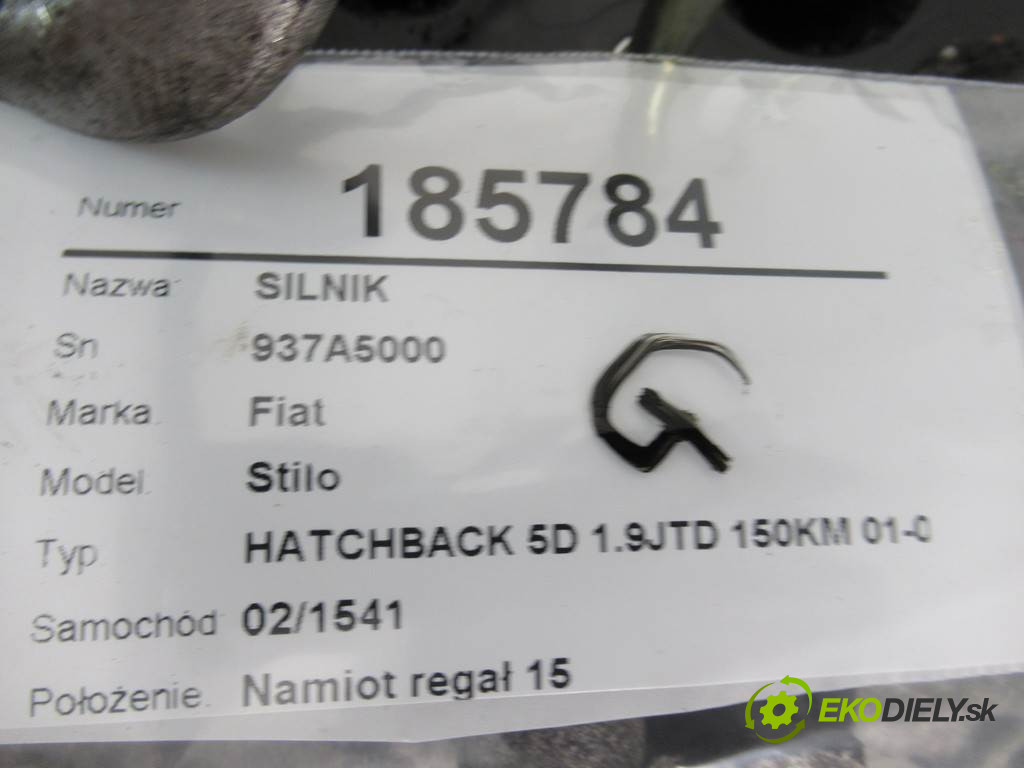 Numer 185784
Nazwa: SILNIK
Sn 937A5000
Marka: Fiat
Model: Stilo
Typ HATCHBACK 5D 1.9JTD 150KM 01-0
Samochód: 02/1541
Położenie: Namiot regał 15
G
EKODIELY.sk